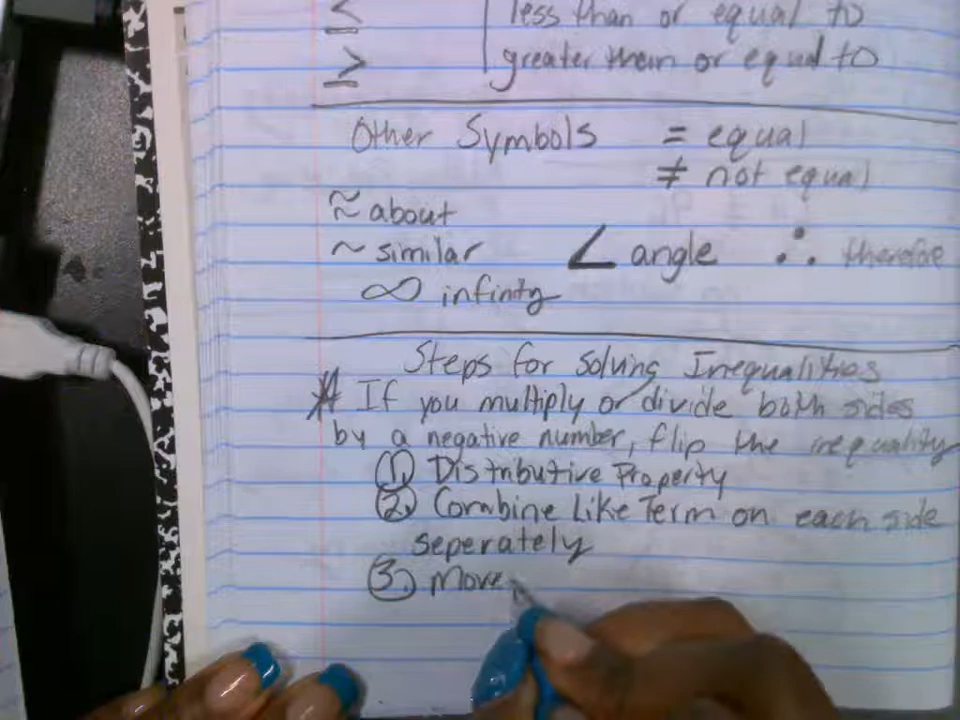 ≤ less than or equal to
≥ greater than or equal to
Other Symbols = equal
≠ not equal
≈ about
~ similar ∠ angle ∴ therefore
∞ infinty
Steps for Solving Inequalities
* If you multiply or divide both sides
by a negative number, flip the inequality
1. Distributive Property
2. Combine Like Term on each side
seperately
3. Move